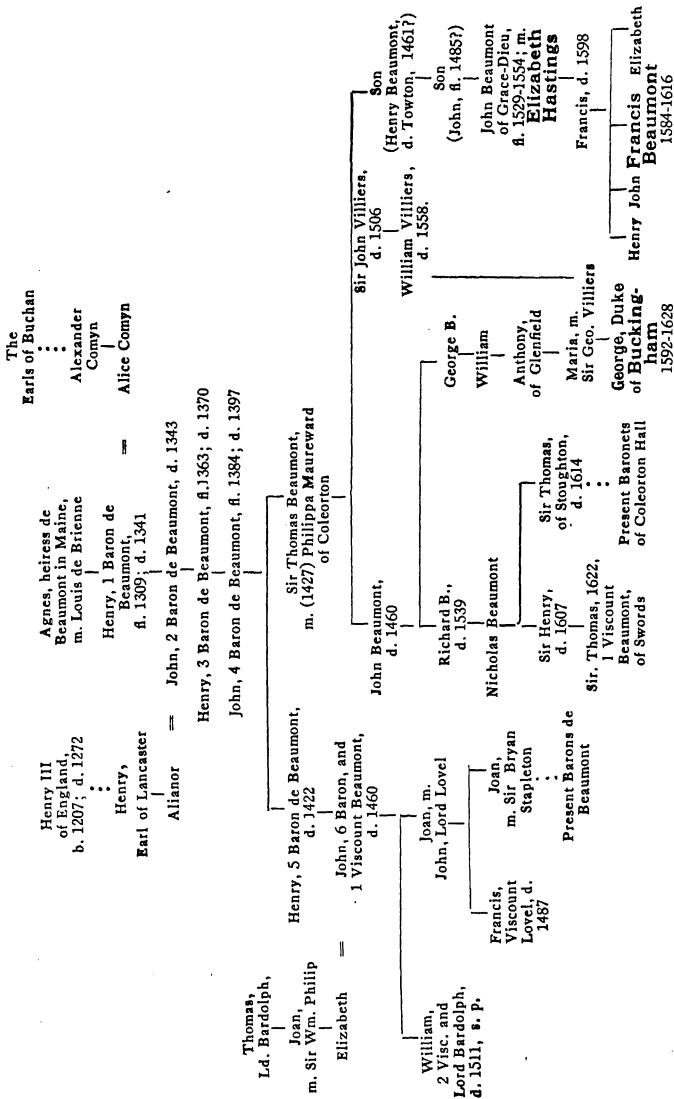 Henry III
of England,
b. 1207; d. 1272
Henry,
Earl of Lancaster
Alianor
=
Agnes, heiress de
Beaumont in Maine,
m. Louis de Brienne
Henry, 1 Baron de
Beaumont,
fl. 1309; d. 1341
=
The
Earls of Buchan
Alexander
Comyn
Alice Comyn
John, 2 Baron de Beaumont, d. 1343
Henry, 3 Baron de Beaumont, fl.1363; d. 1370
John, 4 Baron de Beaumont, fl. 1384; d. 1397
Thomas,
Ld. Bardolph,
Joan,
m. Sir Wm. Philip
Elizabeth
=
Henry, 5 Baron de Beaumont,
d. 1422
John, 6 Baron, and
1 Viscount Beaumont,
d. 1460
William,
2 Visc. and
Lord Bardolph,
d. 1511, s. p.
Joan, m.
John, Lord Lovel
Francis,
Viscount
Lovel, d.
1487
Joan,
m. Sir Bryan
Stapleton
Present Barons de
Beaumont
Sir Thomas Beaumont,
m. (1427) Philippa Maureward
of Coleorton
John Beaumont,
d. 1460
Richard B.,
d. 1539
Nicholas Beaumont
Sir Henry,
d. 1607
Sir. Thomas, 1622,
1 Viscount
Beaumont,
of Swords
Sir Thomas,
of Stoughton,
d. 1614
Present Baronets
of Coleorton Hall
George B.
William
Anthony,
of Glenfield
Maria, m.
Sir Geo. Villiers
George, Duke
of Bucking-
ham
1592-1628
Sir John Villiers,
d. 1506
William Villiers,
d. 1558.
Son
(Henry Beaumont,
d. Towton, 1461?)
Son
(John, fl. 1485?)
John Beaumont
of Grace-Dieu,
fl. 1529-1554; m.
Elizabeth
Hastings
Francis, d. 1598
Henry John Francis Elizabeth
Beaumont
1584-1616